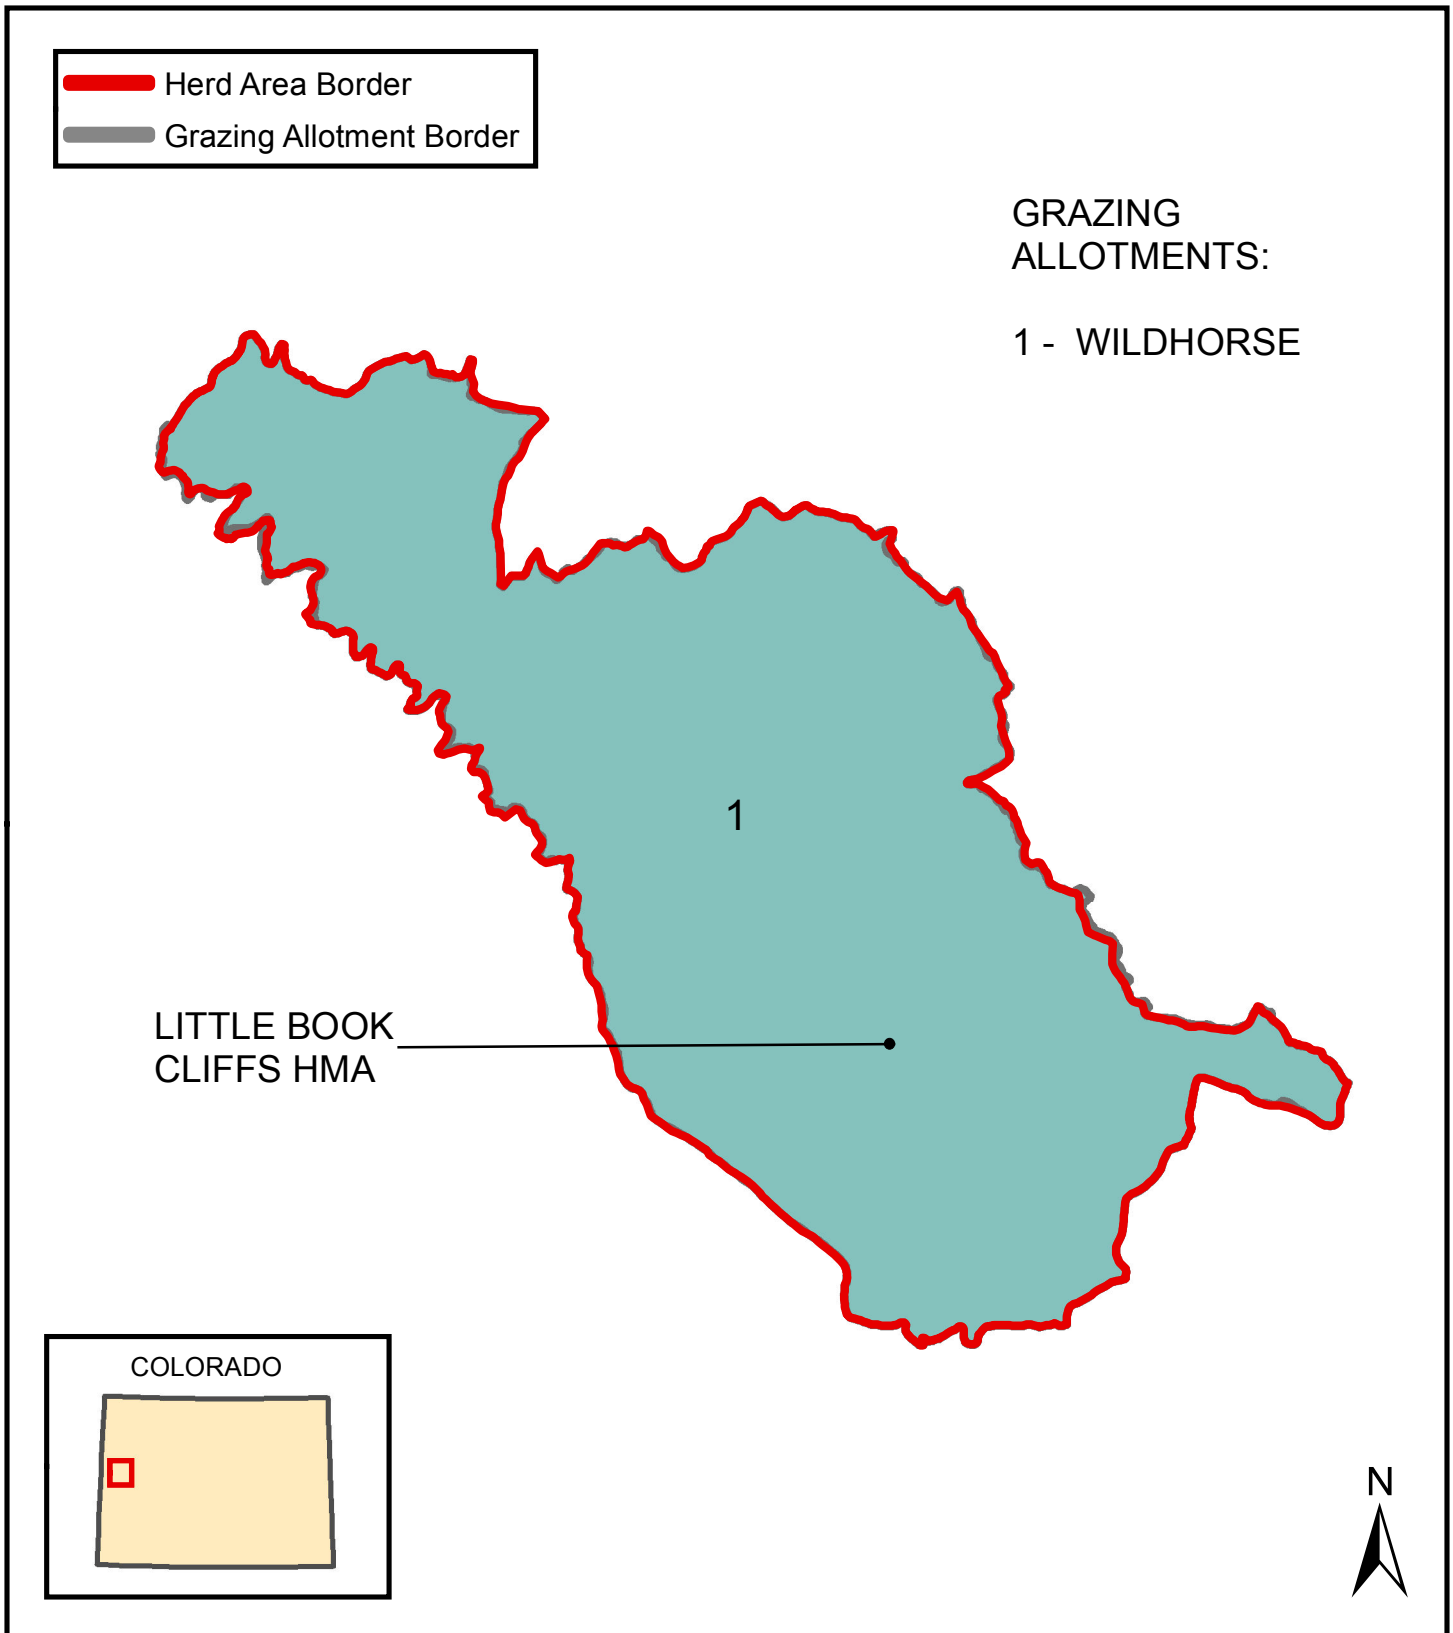 Herd Area Border
Grazing Allotment Border
GRAZING
ALLOTMENTS:
1 - WILDHORSE
1
LITTLE BOOK
CLIFFS HMA
COLORADO
N